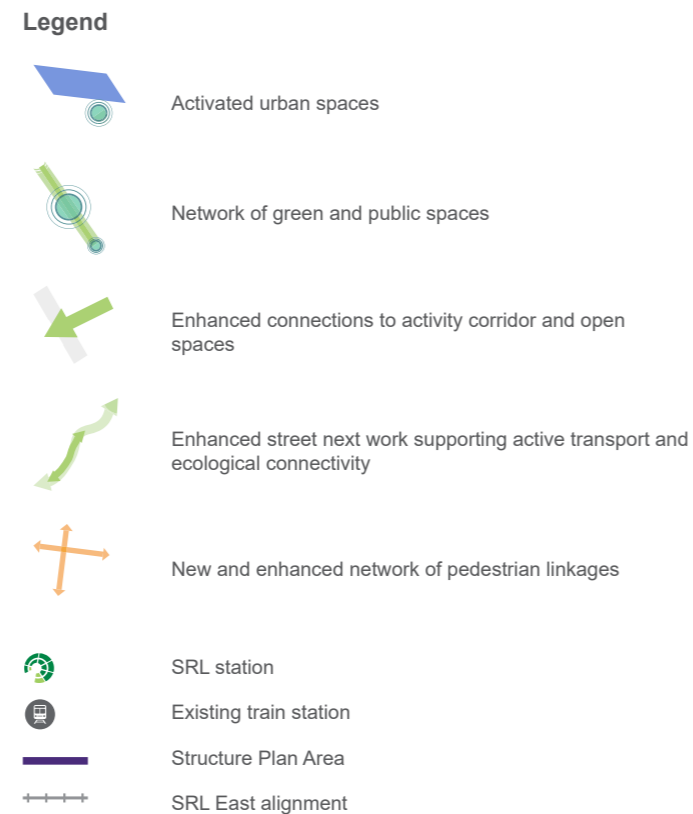 Legend
Activated urban spaces
Network of green and public spaces
Enhanced connections to activity corridor and open
spaces
Enhanced street next work supporting active transport and
ecological connectivity
New and enhanced network of pedestrian linkages
SRL station
Existing train station
Structure Plan Area
SRL East alignment